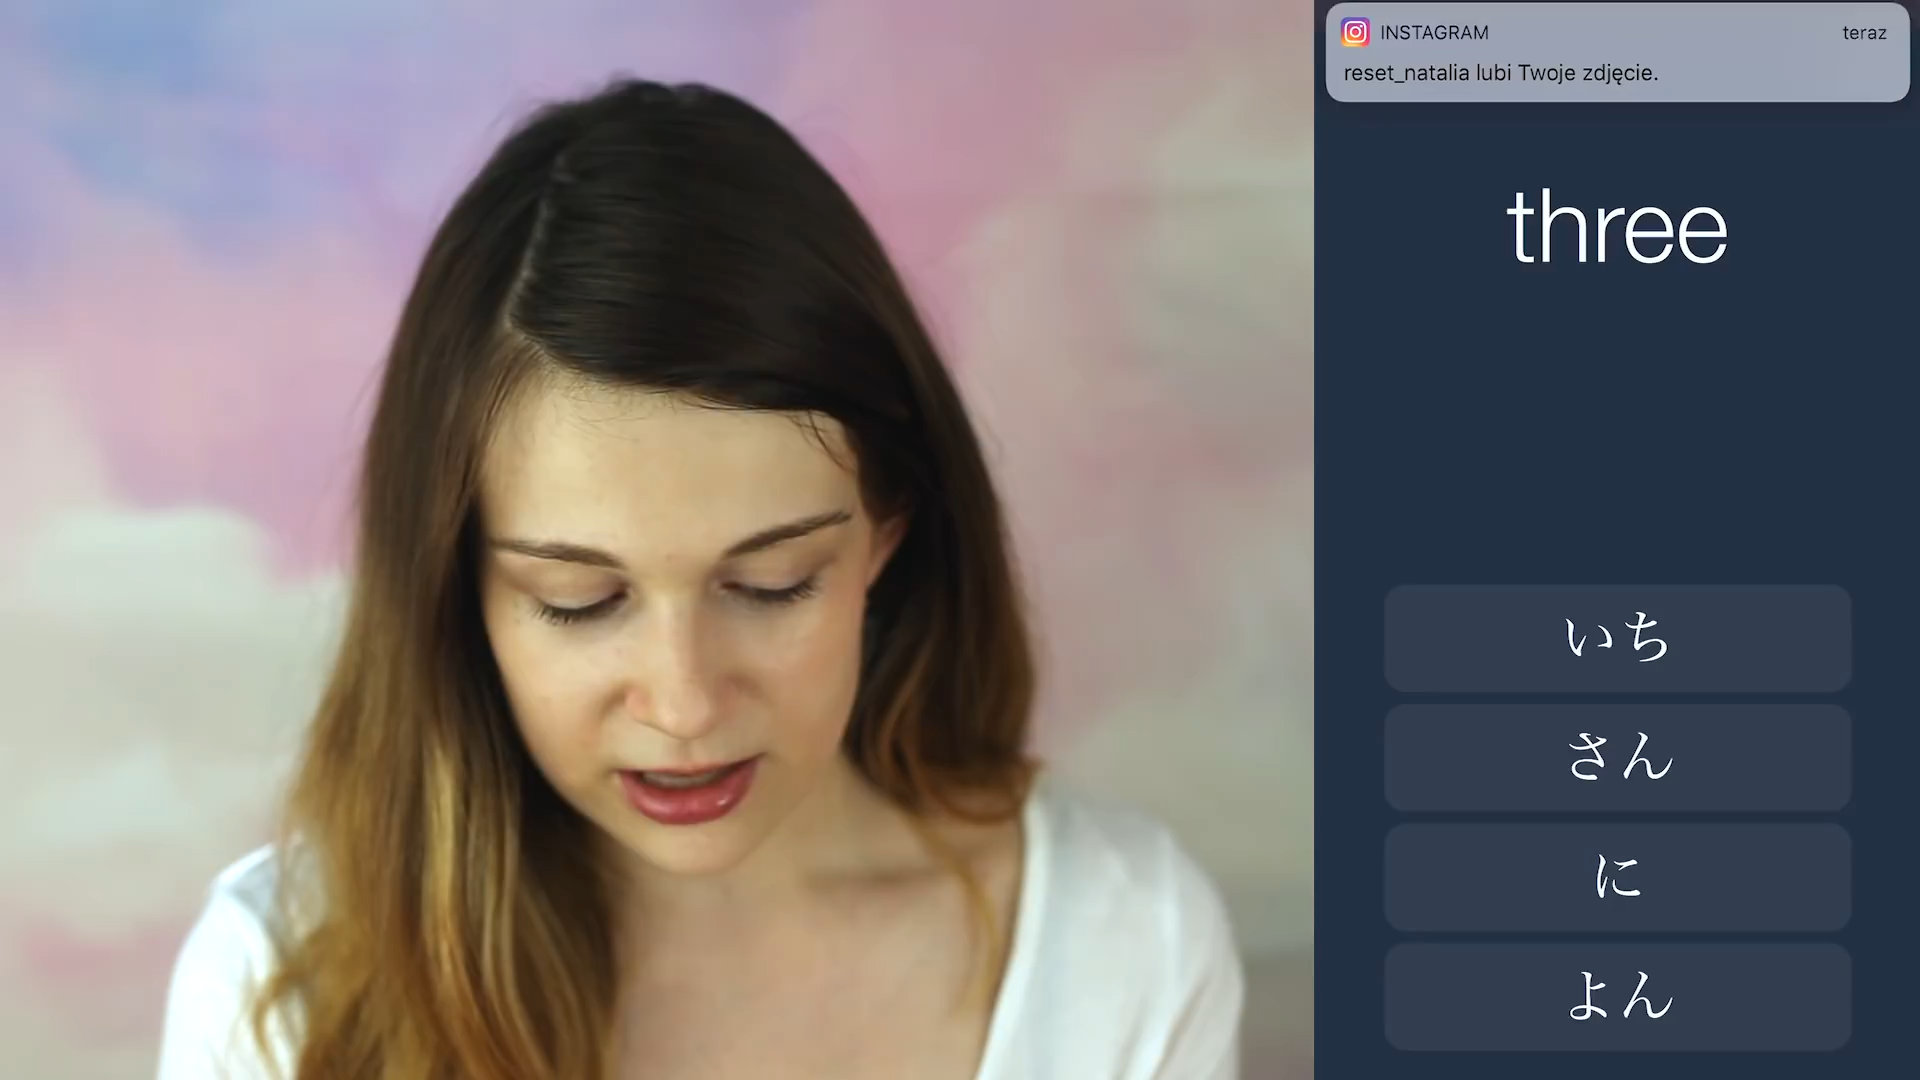 INSTAGRAM teraz
reset_natalia lubi Twoje zdjęcie.
three
いち
さん
に
よん